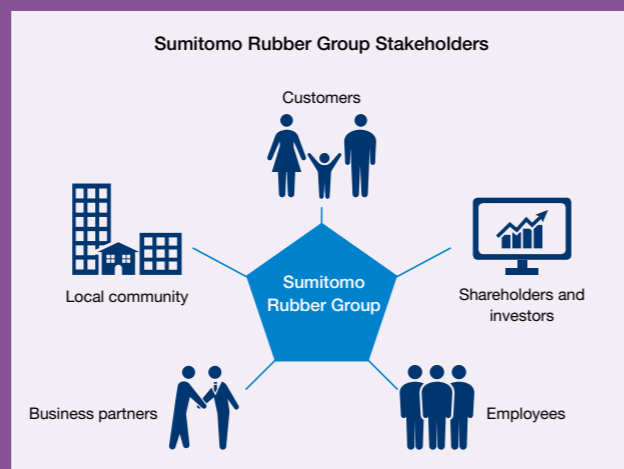 Sumitomo Rubber Group Stakeholders
Customers
Local community
Sumitomo
Rubber Group
Shareholders and
investors
Business partners
Employees